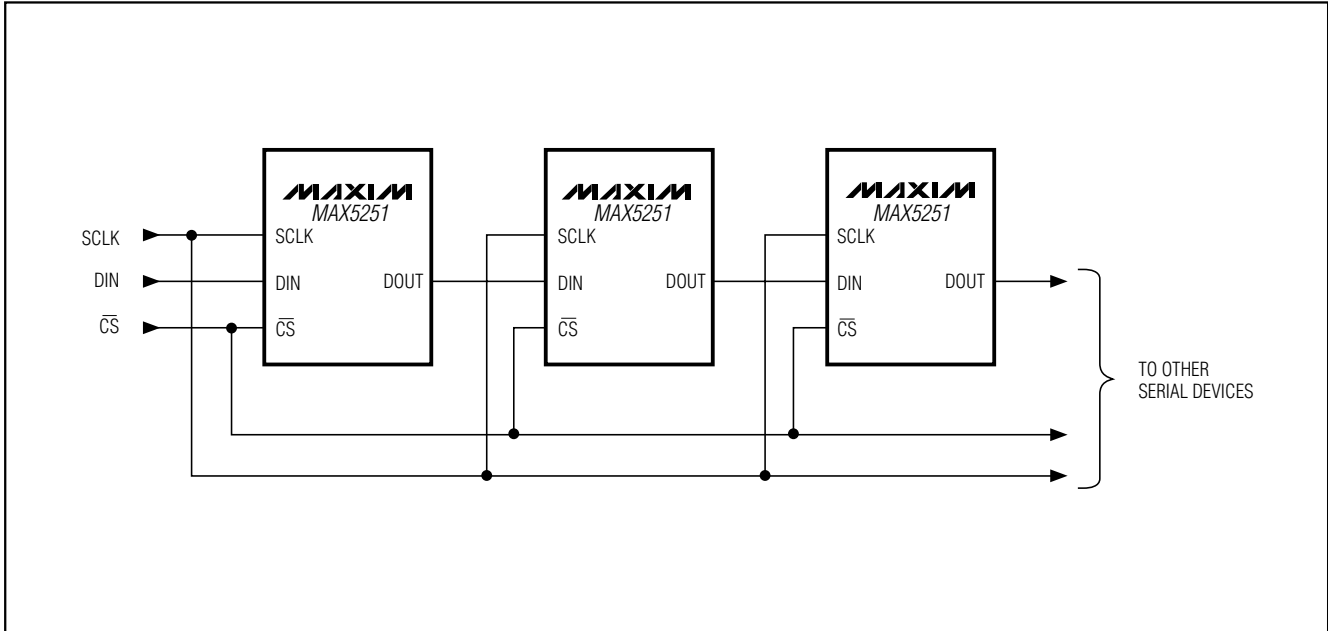 MAXIM
MAX5251
SCLK
DIN
DOUT
CS
MAXIM
MAX5251
SCLK
DIN
DOUT
CS
MAXIM
MAX5251
SCLK
DIN
DOUT
CS
SCLK
DIN
CS
TO OTHER
SERIAL DEVICES